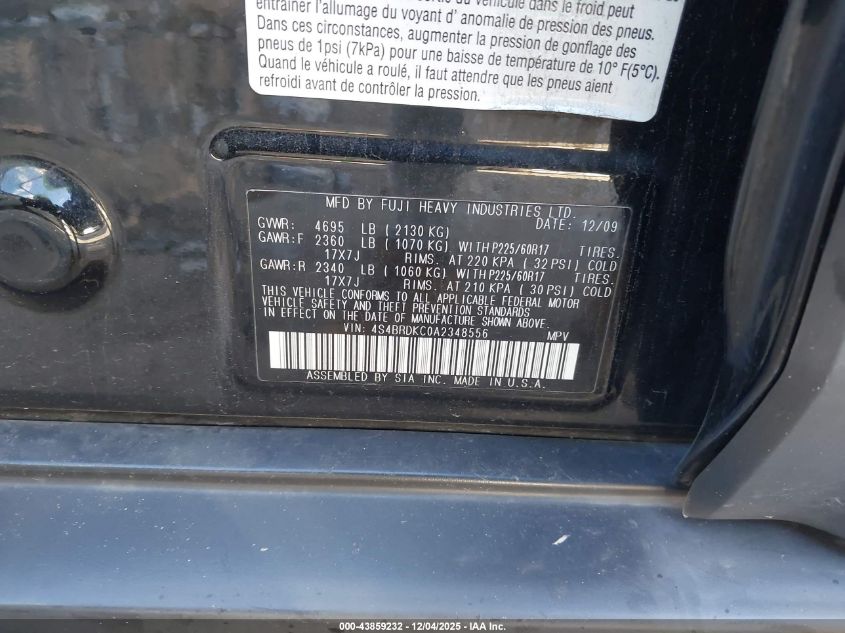 du véhicule dans le froid peut
entraîner l'allumage du voyant d' anomalie de pression des pneus.
Dans ces circonstances, augmenter la pression de gonflage des
pneus de 1psi (7kPa) pour une baisse de température de 10° F(5°C).
Quand le véhicule a roulé, il faut attendre que les pneus aient
refroidi avant de contrôler la pression.
MFD BY FUJI HEAVY INDUSTRIES LTD.
GVWR: 4695 LB (2130 KG) DATE: 12/09
GAWR:F 2360 LB (1070 KG) WITH P225/60R17 TIRES.
17X7J RIMS. AT 220 KPA (32 PSI) COLD
GAWR:R 2340 LB (1060 KG) WITH P225/60R17 TIRES.
17X7J RIMS. AT 210 KPA (30 PSI) COLD
THIS VEHICLE CONFORMS TO ALL APPLICABLE FEDERAL MOTOR
VEHICLE SAFETY AND THEFT PREVENTION STANDARDS
IN EFFECT ON THE DATE OF MANUFACTURE SHOWN ABOVE.
VIN: 4S4BRDKC0A2348556 MPV
ASSEMBLED BY SIA INC. MADE IN U.S.A.
000-43859232 - 12/04/2025 - IAA Inc.